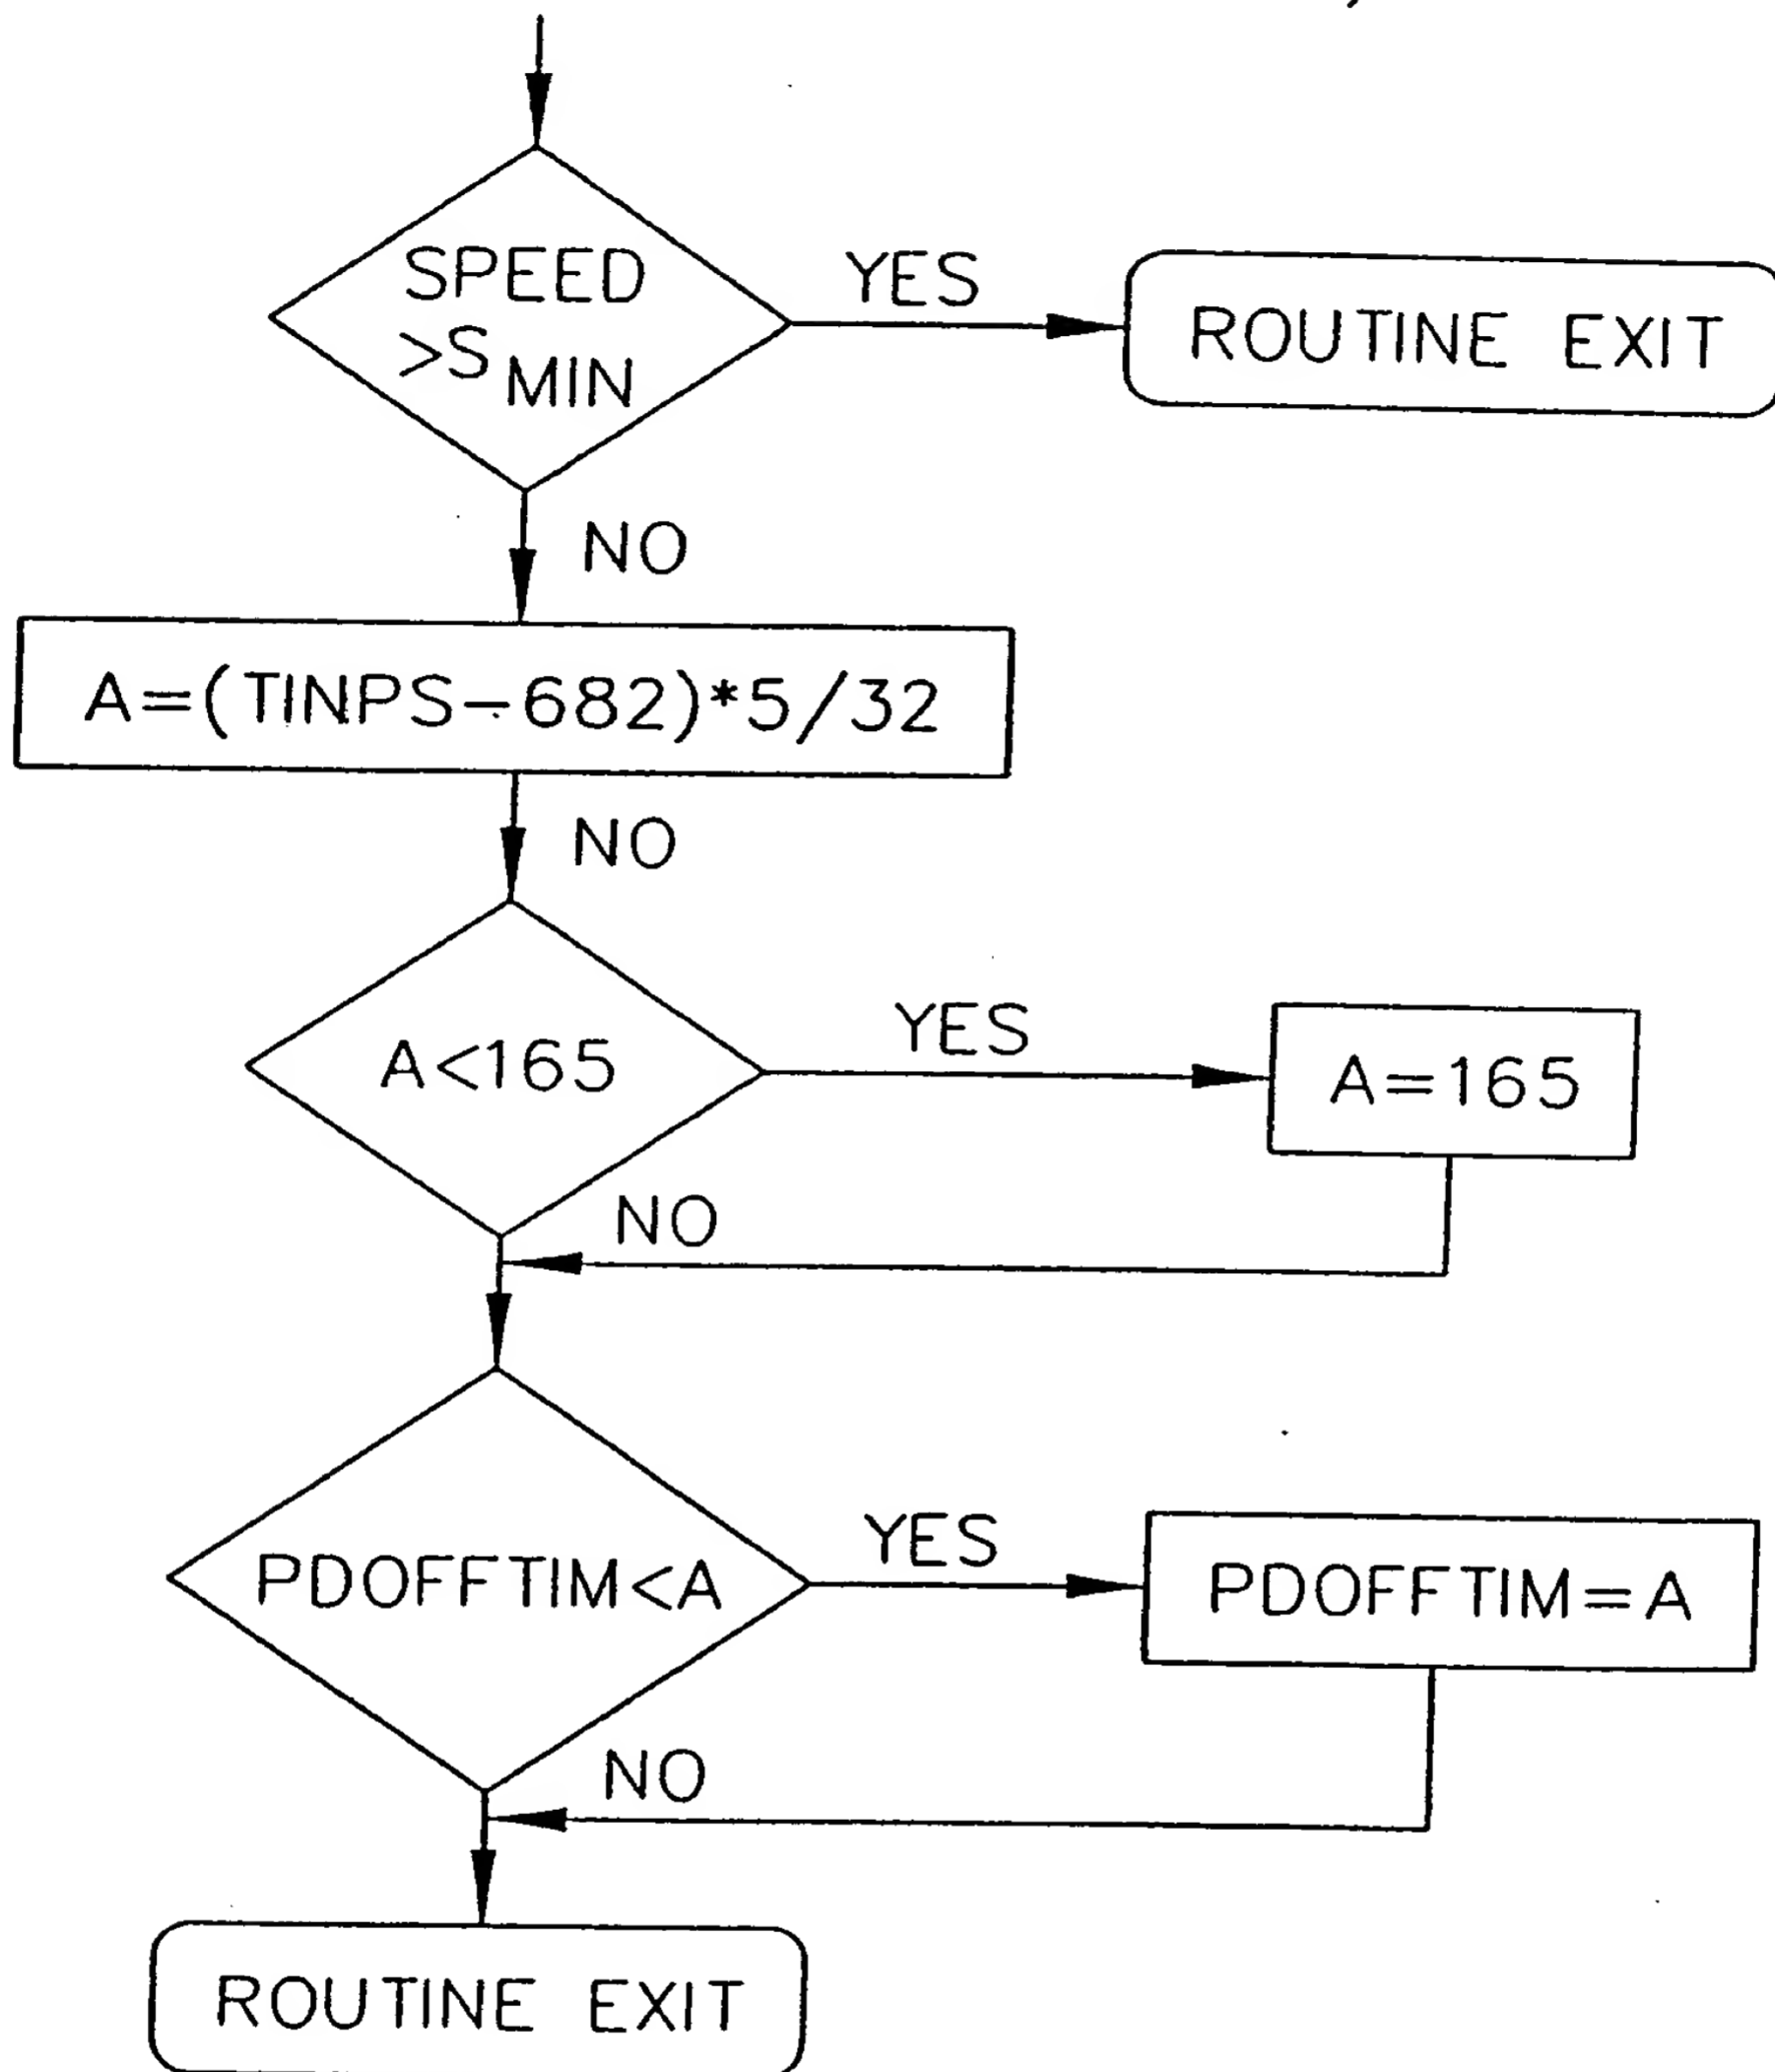 SPEED
>S MIN
YES
ROUTINE EXIT
NO
A=(TINPS-682)*5/32
NO
A<165
YES
A=165
NO
PDOFFTIM<A
YES
PDOFFTIM=A
NO
ROUTINE EXIT